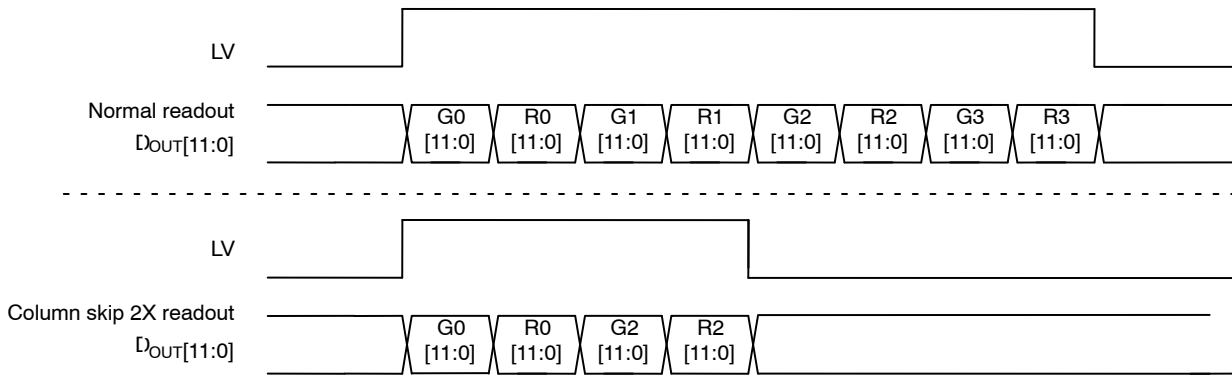 LV
Normal readout
DOUT[11:0]
G0 R0 G1 R1 G2 R2 G3 R3
[11:0] [11:0] [11:0] [11:0] [11:0] [11:0] [11:0] [11:0]
LV
Column skip 2X readout
DOUT[11:0]
G0 R0 G2 R2
[11:0] [11:0] [11:0] [11:0]